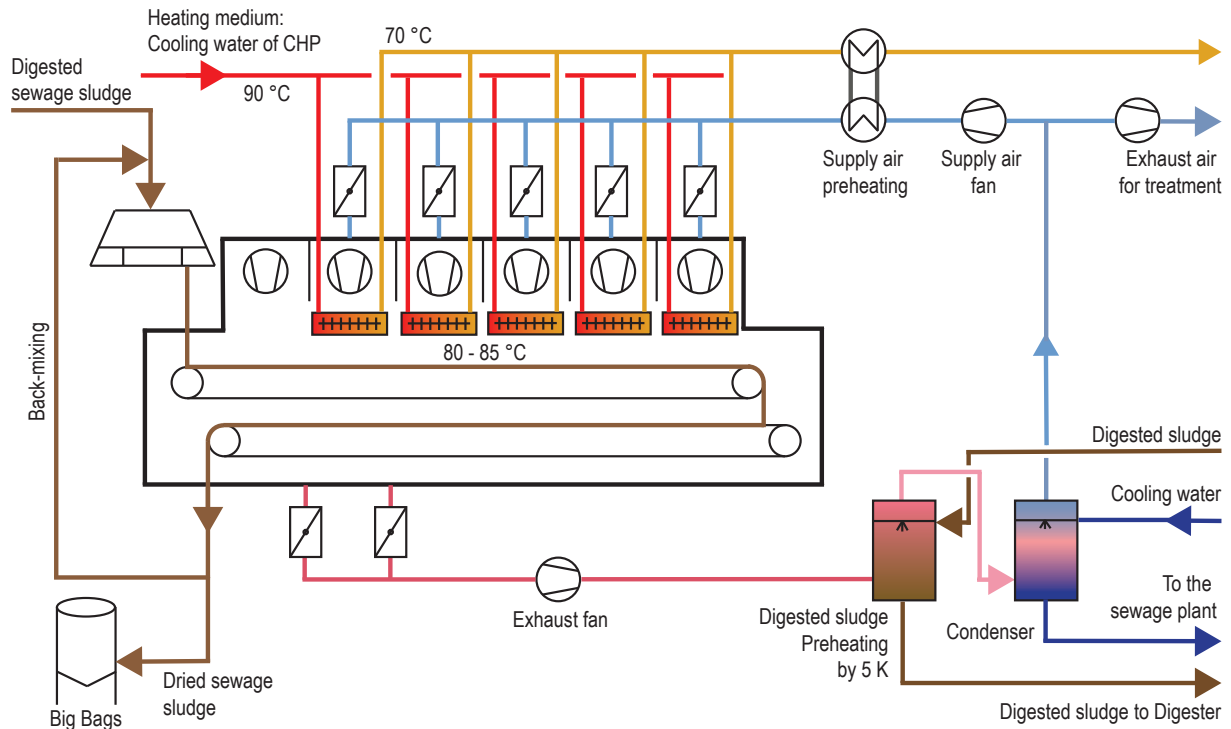 Heating medium:
Cooling water of CHP
70 °C
Digested
sewage sludge
90 °C
Supply air
preheating
Supply air
fan
Exhaust air
for treatment
80 - 85 °C
Back-mixing
Digested sludge
Cooling water
To the
sewage plant
Exhaust fan
Digested sludge
Preheating
by 5 K
Condenser
Dried sewage
sludge
Big Bags
Digested sludge to Digester